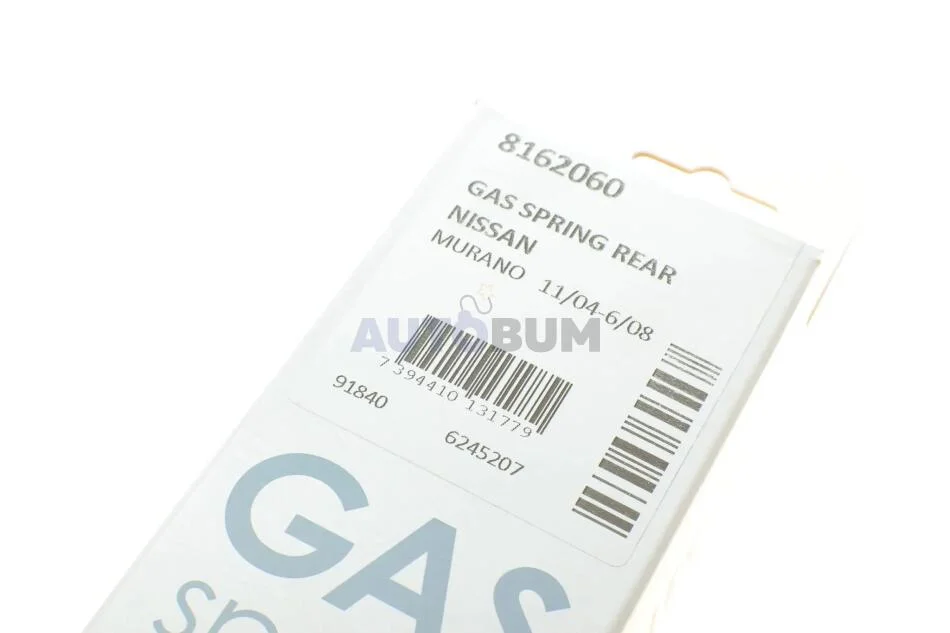 8162060
GAS SPRING REAR
NISSAN
MURANO 11/04-6/08
AUTOBUM
7 394410 131779
91840
6245207
GAS
sp